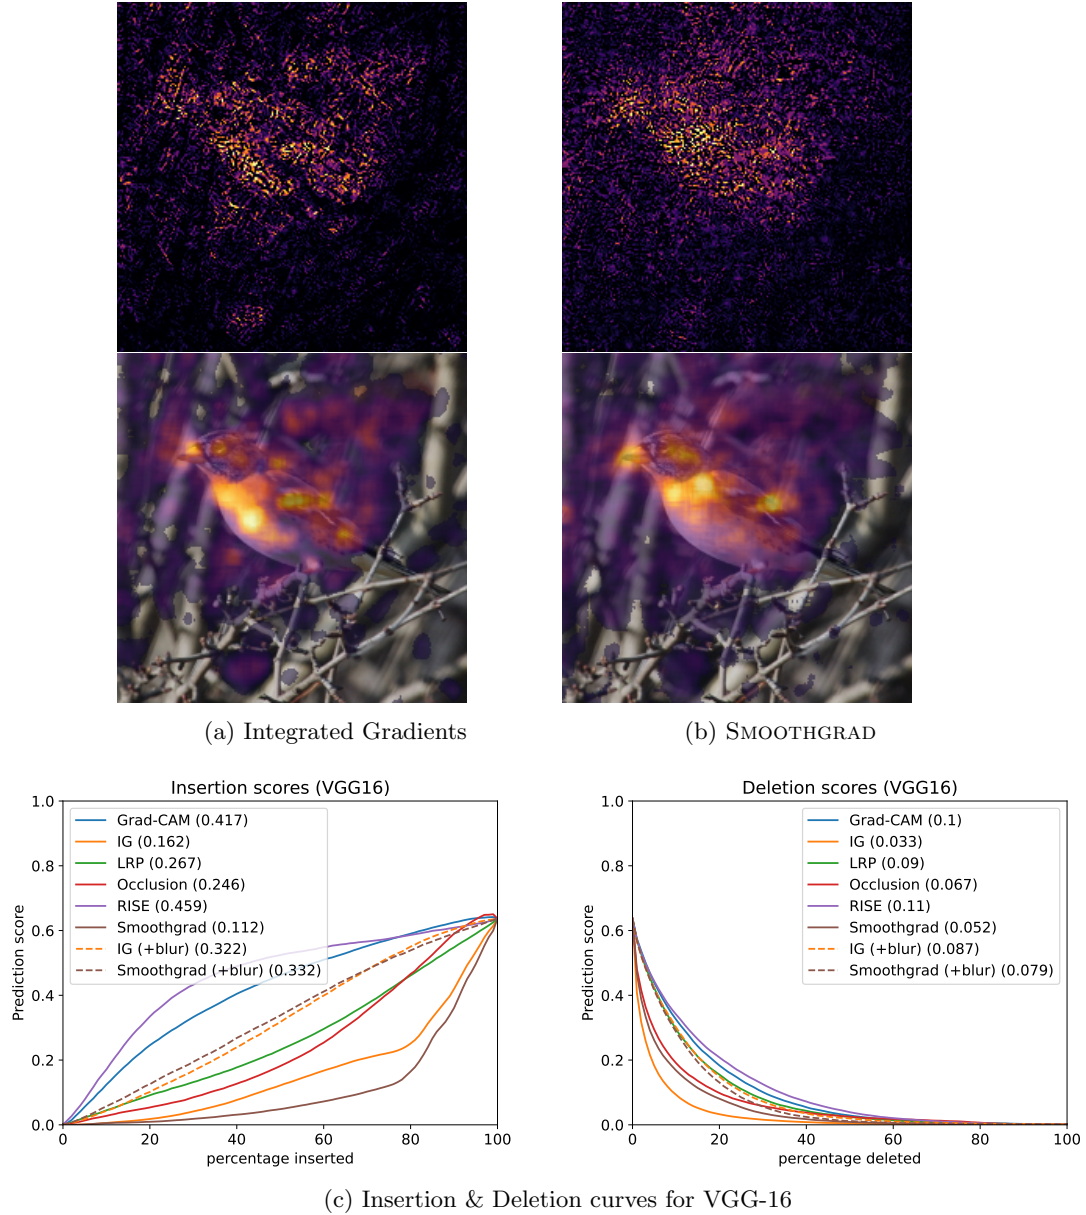 (a) Integrated Gradients
(b) SMOOTHGRAD
Insertion scores (VGG16)
1.0
0.8
0.6
0.4
0.2
0.0
Prediction score
Grad-CAM (0.417)
IG (0.162)
LRP (0.267)
Occlusion (0.246)
RISE (0.459)
Smoothgrad (0.112)
IG (+blur) (0.322)
Smoothgrad (+blur) (0.332)
0 20 40 60 80 100
percentage inserted
Deletion scores (VGG16)
1.0
0.8
0.6
0.4
0.2
0.0
Prediction score
Grad-CAM (0.1)
IG (0.033)
LRP (0.09)
Occlusion (0.067)
RISE (0.11)
Smoothgrad (0.052)
IG (+blur) (0.087)
Smoothgrad (+blur) (0.079)
0 20 40 60 80 100
percentage deleted
(c) Insertion & Deletion curves for VGG-16